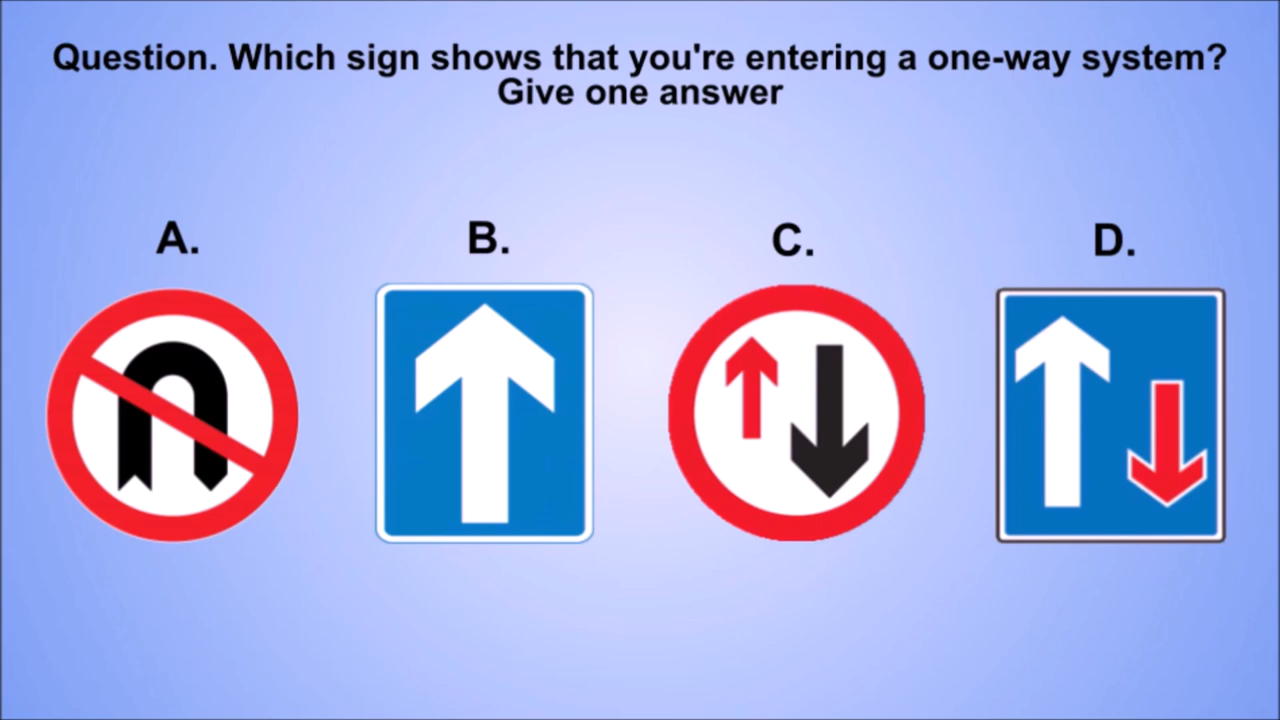 Question. Which sign shows that you're entering a one-way system?
Give one answer
A.
B.
C.
D.